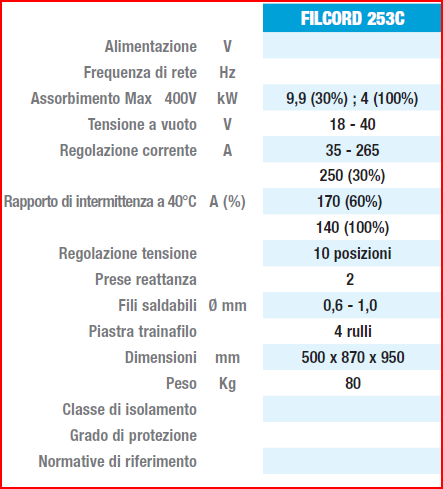 FILCORD 253C
Alimentazione V
Frequenza di rete Hz
Assorbimento Max 400V kW 9,9 (30%) ; 4 (100%)
Tensione a vuoto V 18 - 40
Regolazione corrente A 35 - 265
250 (30%)
Rapporto di intermittenza a 40°C A (%) 170 (60%)
140 (100%)
Regolazione tensione 10 posizioni
Prese reattanza 2
Fili saldabili Ø mm 0,6 - 1,0
Piastra trainafilo 4 rulli
Dimensioni mm 500 x 870 x 950
Peso Kg 80
Classe di isolamento
Grado di protezione
Normative di riferimento